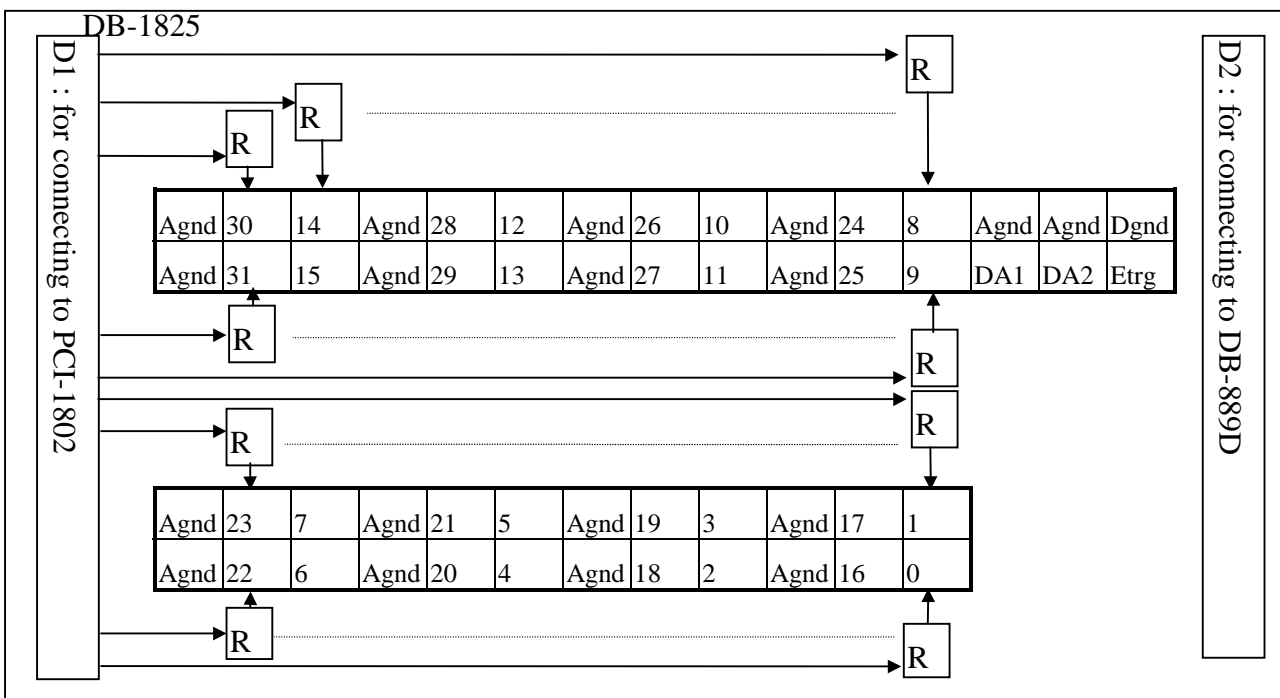 DB-1825
D1 : for connecting to PCI-1802
D2 : for connecting to DB-889D
R
R
R
Agnd 30 14 Agnd 28 12 Agnd 26 10 Agnd 24 8 Agnd Agnd Dgnd
Agnd 31 15 Agnd 29 13 Agnd 27 11 Agnd 25 9 DA1 DA2 Etrg
R
R
R
R
Agnd 23 7 Agnd 21 5 Agnd 19 3 Agnd 17 1
Agnd 22 6 Agnd 20 4 Agnd 18 2 Agnd 16 0
R
R